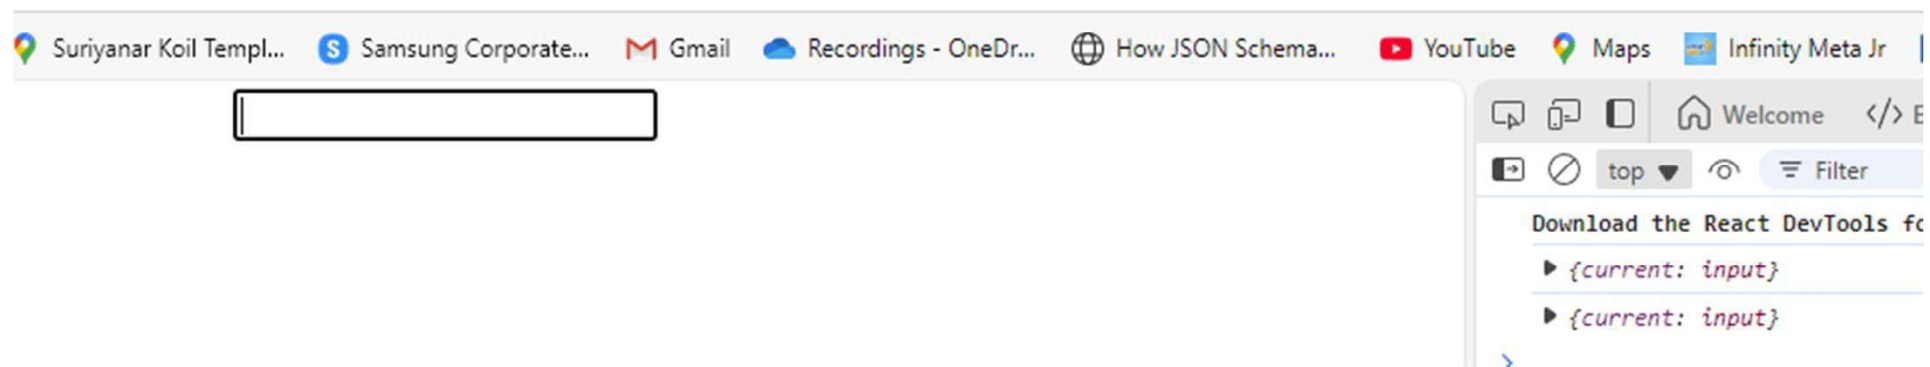 Suriyanar Koil Templ... Samsung Corporate... Gmail Recordings - OneDr... How JSON Schema... YouTube Maps Infinity Meta Jr
Welcome </>
top Filter
Download the React DevTools fo
{current: input}
{current: input}